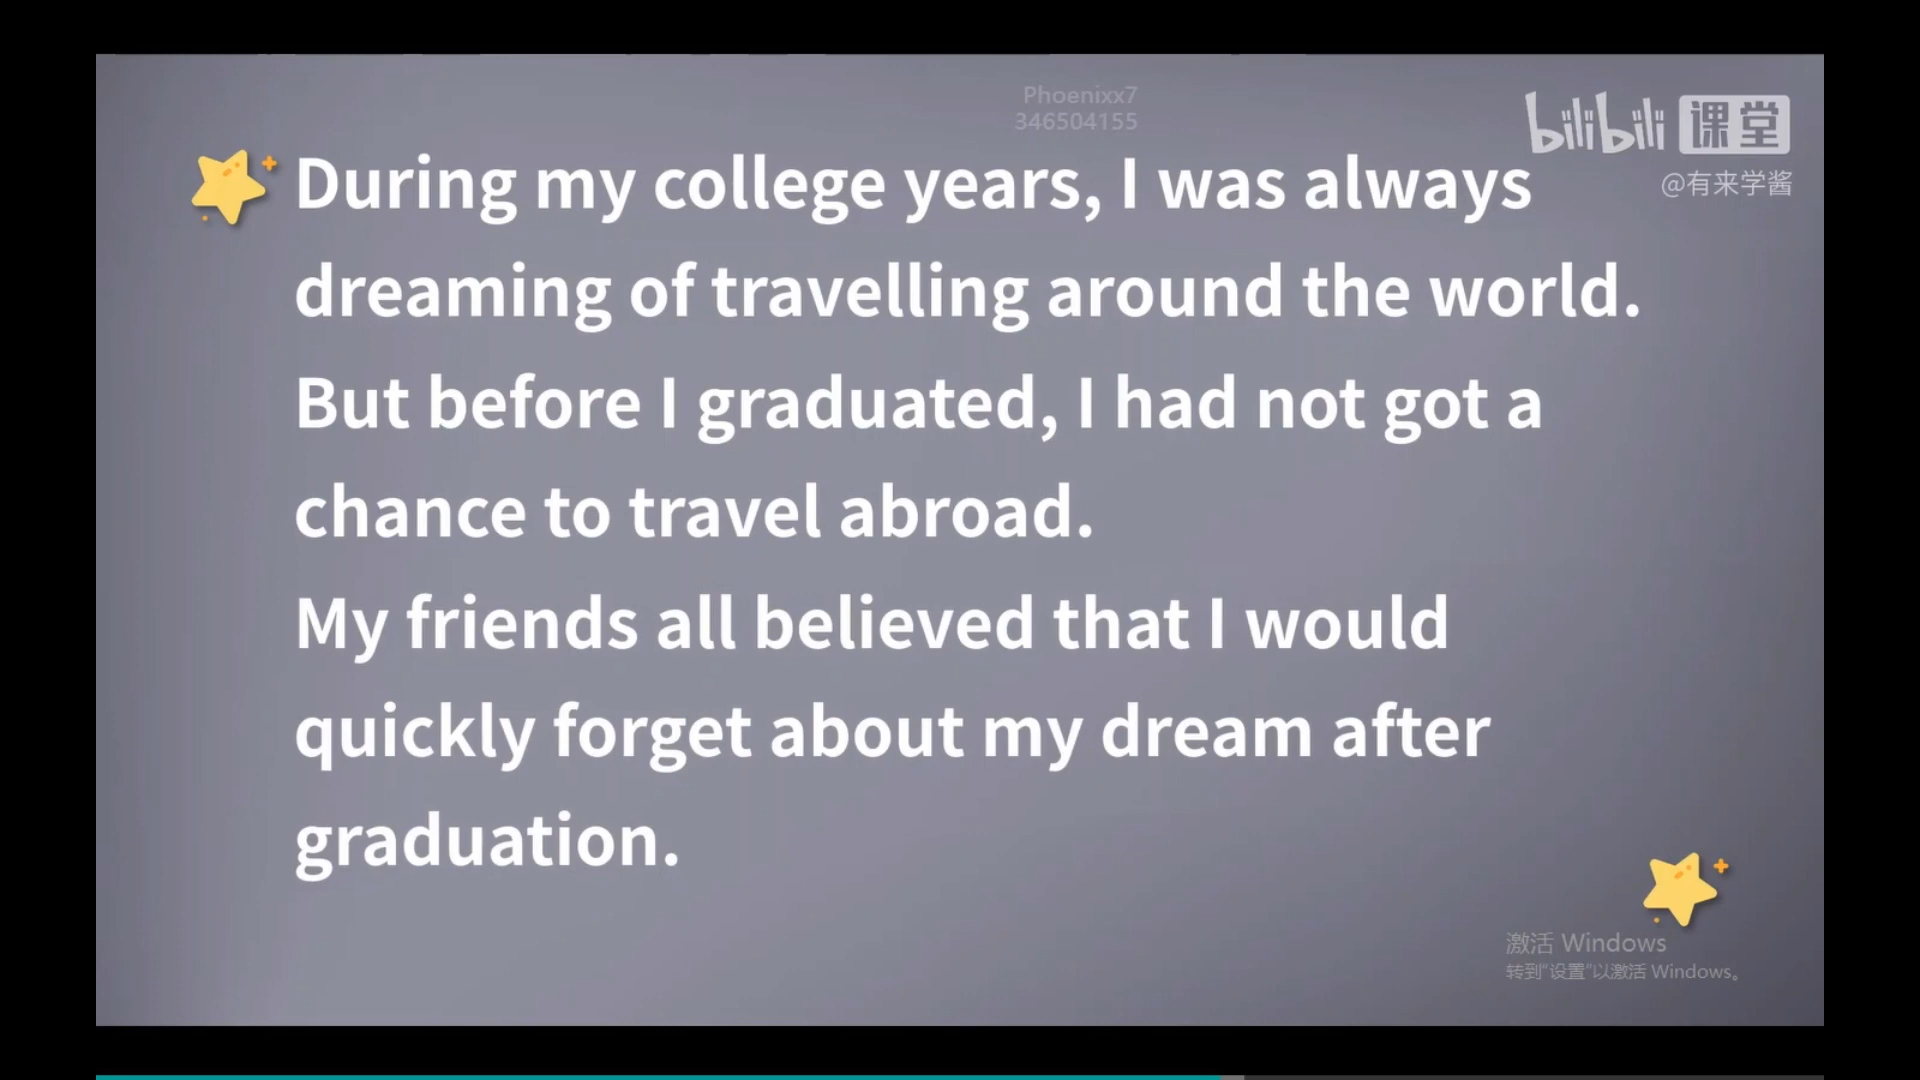 Phoenixx7
346504155
bilibili 课堂
@有来学酱
During my college years, I was always
dreaming of travelling around the world.
But before I graduated, I had not got a
chance to travel abroad.
My friends all believed that I would
quickly forget about my dream after
graduation.
激活 Windows
转到"设置"以激活 Windows。